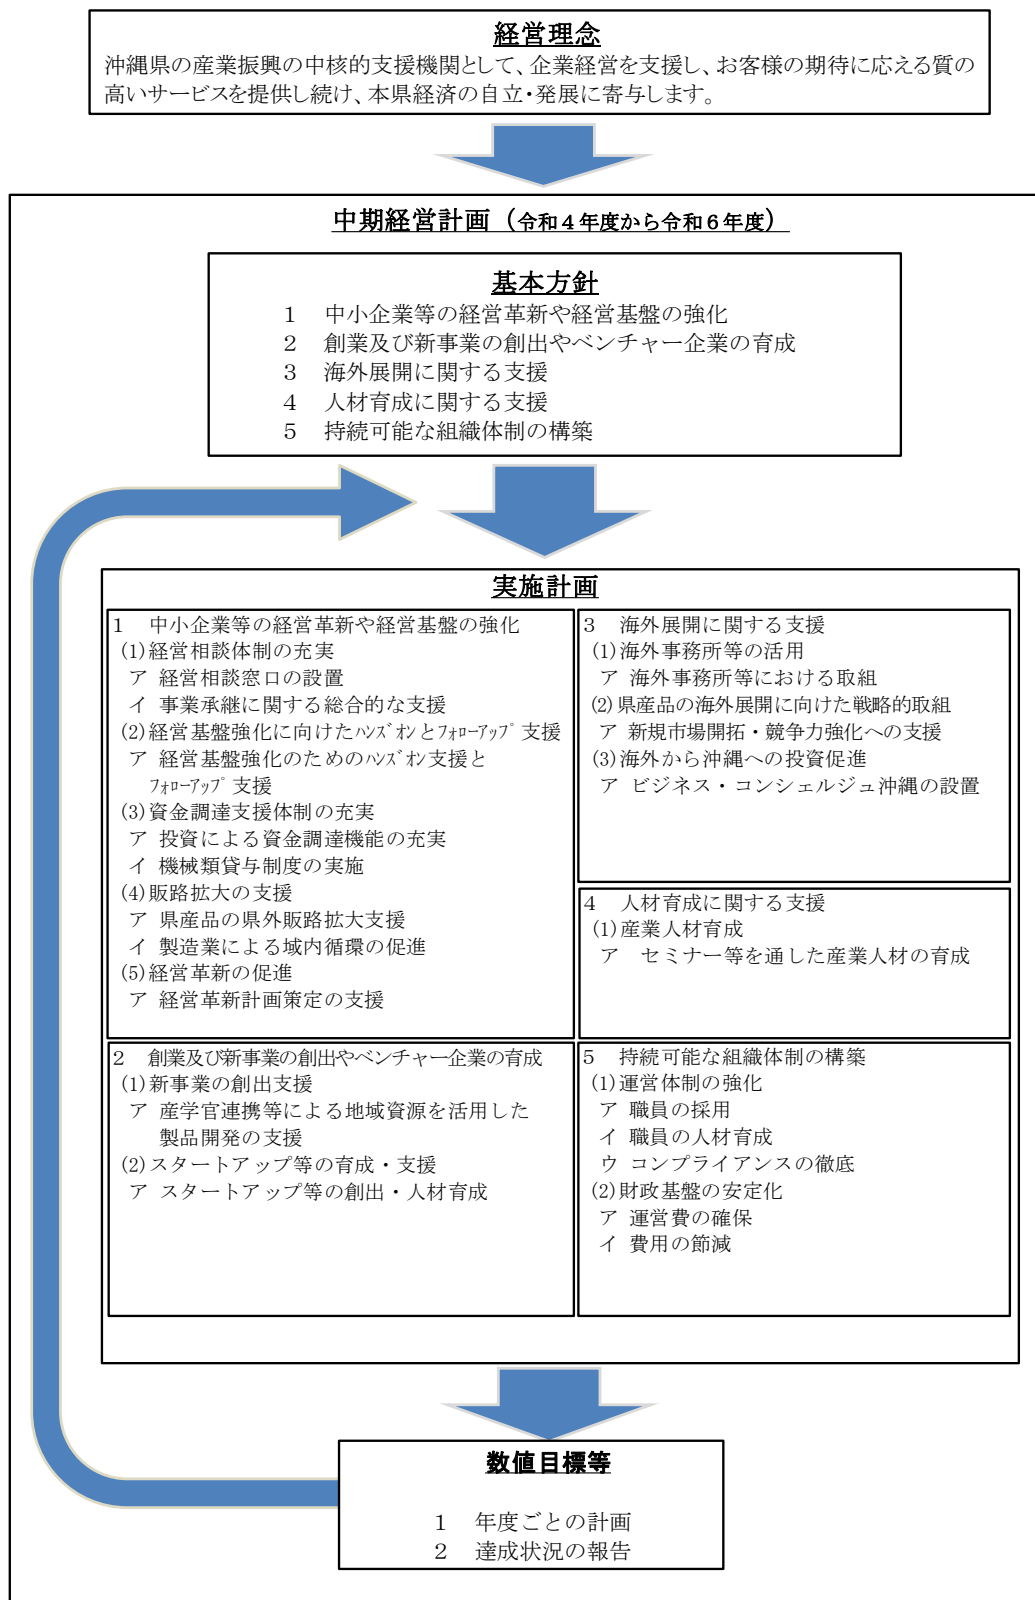 経営理念
沖縄県の産業振興の中核的支援機関として、企業経営を支援し、お客様の期待に応える質の
高いサービスを提供し続け、本県経済の自立・発展に寄与します。
中期経営計画（令和４年度から令和６年度）
基本方針
１　中小企業等の経営革新や経営基盤の強化
２　創業及び新事業の創出やベンチャー企業の育成
３　海外展開に関する支援
４　人材育成に関する支援
５　持続可能な組織体制の構築
実施計画
１　中小企業等の経営革新や経営基盤の強化
(1)経営相談体制の充実
ア 経営相談窓口の設置
イ 事業承継に関する総合的な支援
(2)経営基盤強化に向けたﾊﾝｽﾞｵﾝとﾌｫﾛｰｱｯﾌﾟ支援
ア 経営基盤強化のためのﾊﾝｽﾞｵﾝ支援と
ﾌｫﾛｰｱｯﾌﾟ支援
(3)資金調達支援体制の充実
ア 投資による資金調達機能の充実
イ 機械類貸与制度の実施
(4)販路拡大の支援
ア 県産品の県外販路拡大支援
イ 製造業による域内循環の促進
(5)経営革新の促進
ア 経営革新計画策定の支援
２　創業及び新事業の創出やベンチャー企業の育成
(1)新事業の創出支援
ア 産学官連携等による地域資源を活用した
製品開発の支援
(2)スタートアップ等の育成・支援
ア スタートアップ等の創出・人材育成
３　海外展開に関する支援
(1)海外事務所等の活用
ア 海外事務所等における取組
(2)県産品の海外展開に向けた戦略的取組
ア 新規市場開拓・競争力強化への支援
(3)海外から沖縄への投資促進
ア ビジネス・コンシェルジュ沖縄の設置
４　人材育成に関する支援
(1)産業人材育成
ア　セミナー等を通した産業人材の育成
５　持続可能な組織体制の構築
(1)運営体制の強化
ア 職員の採用
イ 職員の人材育成
ウ コンプライアンスの徹底
(2)財政基盤の安定化
ア 運営費の確保
イ 費用の節減
数値目標等
１　年度ごとの計画
２　達成状況の報告